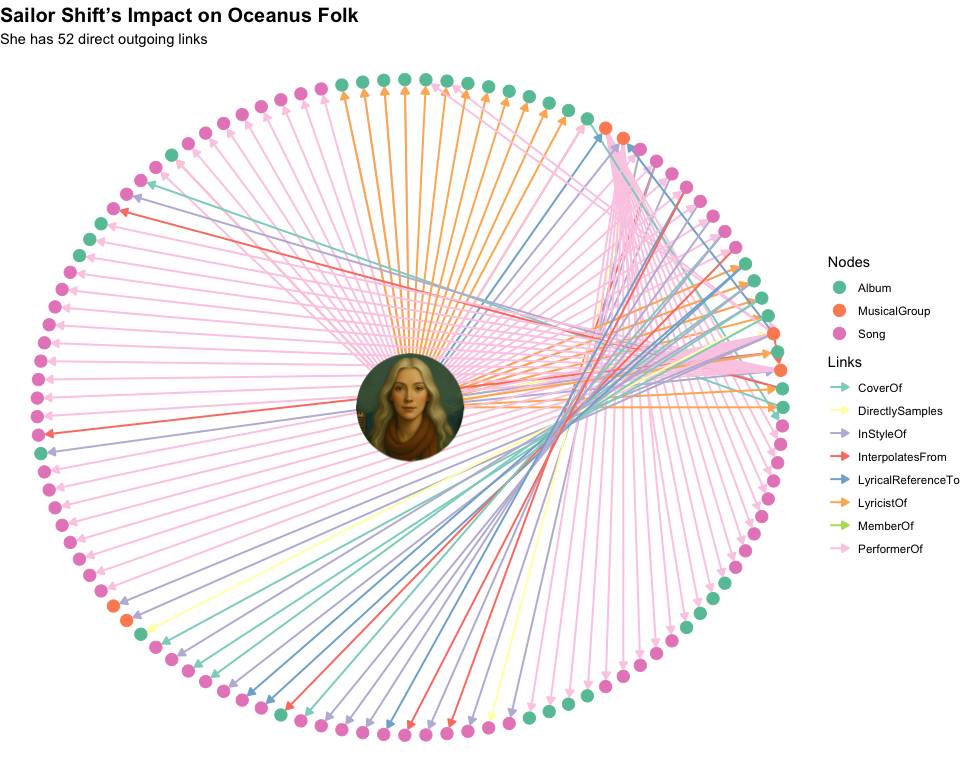 Sailor Shift’s Impact on Oceanus Folk
She has 52 direct outgoing links
Nodes
Album
MusicalGroup
Song
Links
CoverOf
DirectlySamples
InStyleOf
InterpolatesFrom
LyricalReferenceTo
LyricistOf
MemberOf
PerformerOf